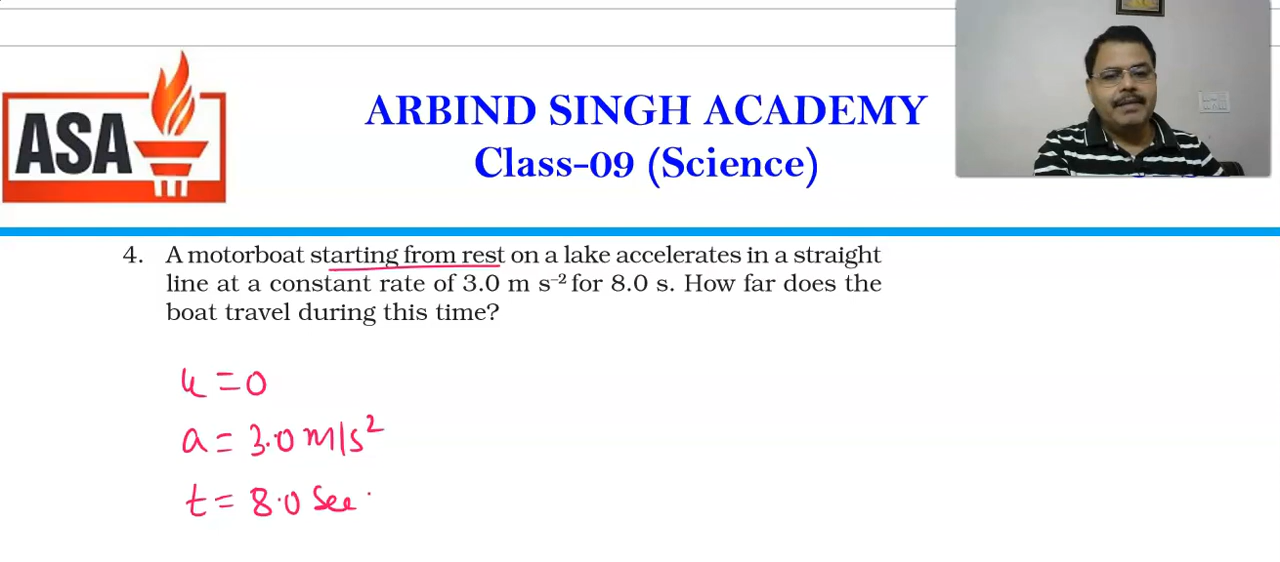 ASA
ARBIND SINGH ACADEMY
Class-09 (Science)
4. A motorboat starting from rest on a lake accelerates in a straight
line at a constant rate of 3.0 m s⁻² for 8.0 s. How far does the
boat travel during this time?
u = 0
a = 3.0 m/s²
t = 8.0 Sec.